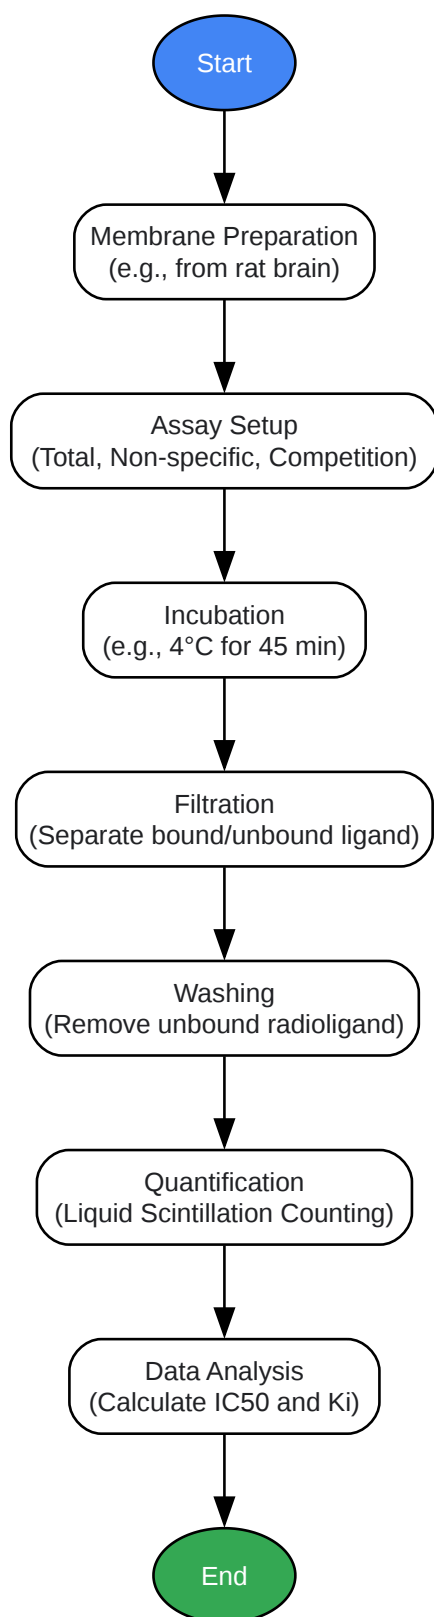 Start
Membrane Preparation
(e.g., from rat brain)
Assay Setup
(Total, Non-specific, Competition)
Incubation
(e.g., 4°C for 45 min)
Filtration
(Separate bound/unbound ligand)
Washing
(Remove unbound radioligand)
Quantification
(Liquid Scintillation Counting)
Data Analysis
(Calculate IC50 and Ki)
End